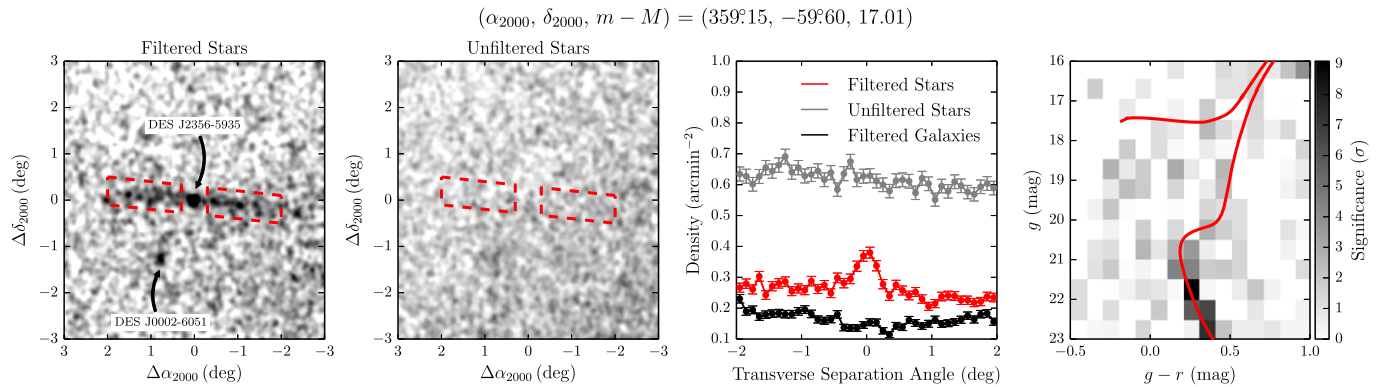 (α2000, δ2000, m − M) = (359°.15, −59°.60, 17.01)
Filtered Stars
3
2
1
0
−1
−2
−3
Δδ2000 (deg)
DES J2356-5935
DES J0002-6051
3 2 1 0 −1 −2 −3
Δα2000 (deg)
Unfiltered Stars
3
2
1
0
−1
−2
−3
Δδ2000 (deg)
3 2 1 0 −1 −2 −3
Δα2000 (deg)
1.0
0.9
0.8
0.7
0.6
0.5
0.4
0.3
0.2
0.1
Density (arcmin−2)
Filtered Stars
Unfiltered Stars
Filtered Galaxies
−2 −1 0 1 2
Transverse Separation Angle (deg)
16
17
18
19
20
21
22
23
g (mag)
−0.5 0.0 0.5 1.0
g − r (mag)
9
8
7
6
5
4
3
2
1
0
Significance (σ)